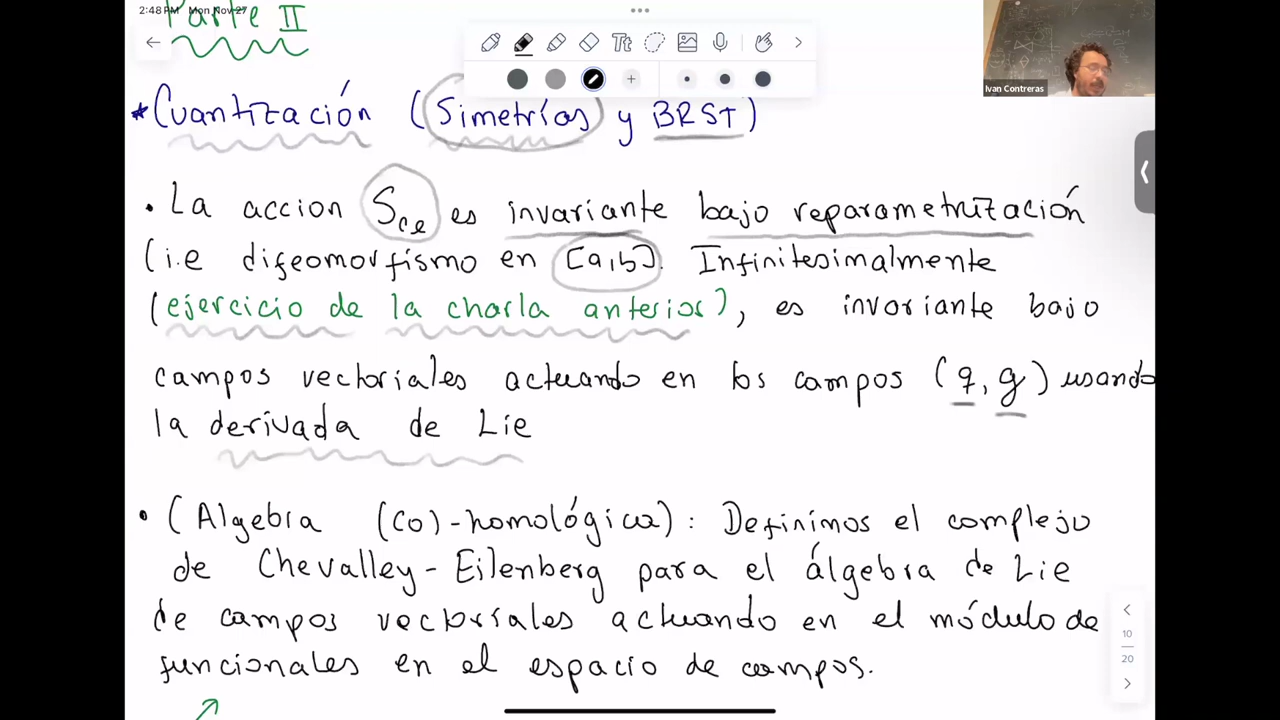 2:48 PM Mon Nov 27
Parte II
Tt
Ivan Contreras
* Cuantización (Simetrías y BRST)
• La accion S_ce es invariante bajo reparametrización
(i.e difeomorfismo en [a,b]. Infinitesimalmente
(ejercicio de la charla anterior), es invariante bajo
campos vectoriales actuando en los campos (q, g) usando
la derivada de Lie
• (Algebra (co)-homológica): Definimos el complejo
de Chevalley-Eilenberg para el álgebra de Lie
de campos vectoriales actuando en el módulo de
funcionales en el espacio de campos.
10
20